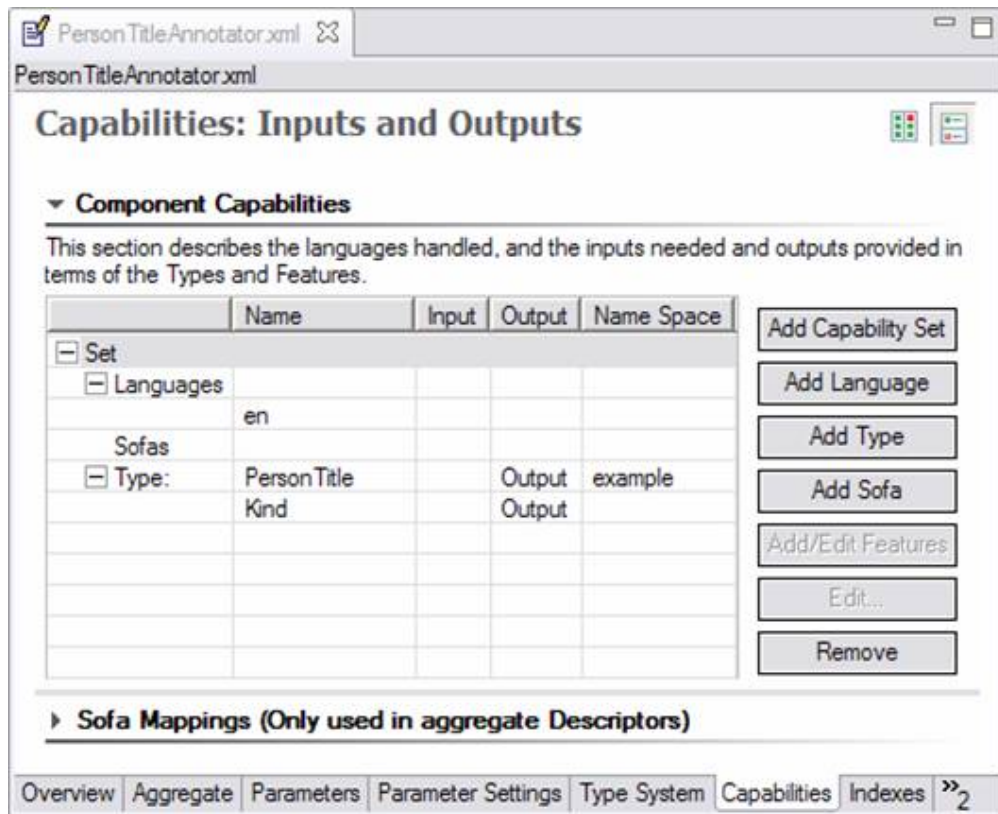 PersonTitleAnnotator.xml
PersonTitleAnnotator.xml
Capabilities: Inputs and Outputs
Component Capabilities
This section describes the languages handled, and the inputs needed and outputs provided in
terms of the Types and Features.
Name Input Output Name Space
Set
Languages
en
Sofas
Type: PersonTitle Output example
Kind Output
Add Capability Set
Add Language
Add Type
Add Sofa
Add/Edit Features
Edit...
Remove
Sofa Mappings (Only used in aggregate Descriptors)
Overview Aggregate Parameters Parameter Settings Type System Capabilities Indexes »2